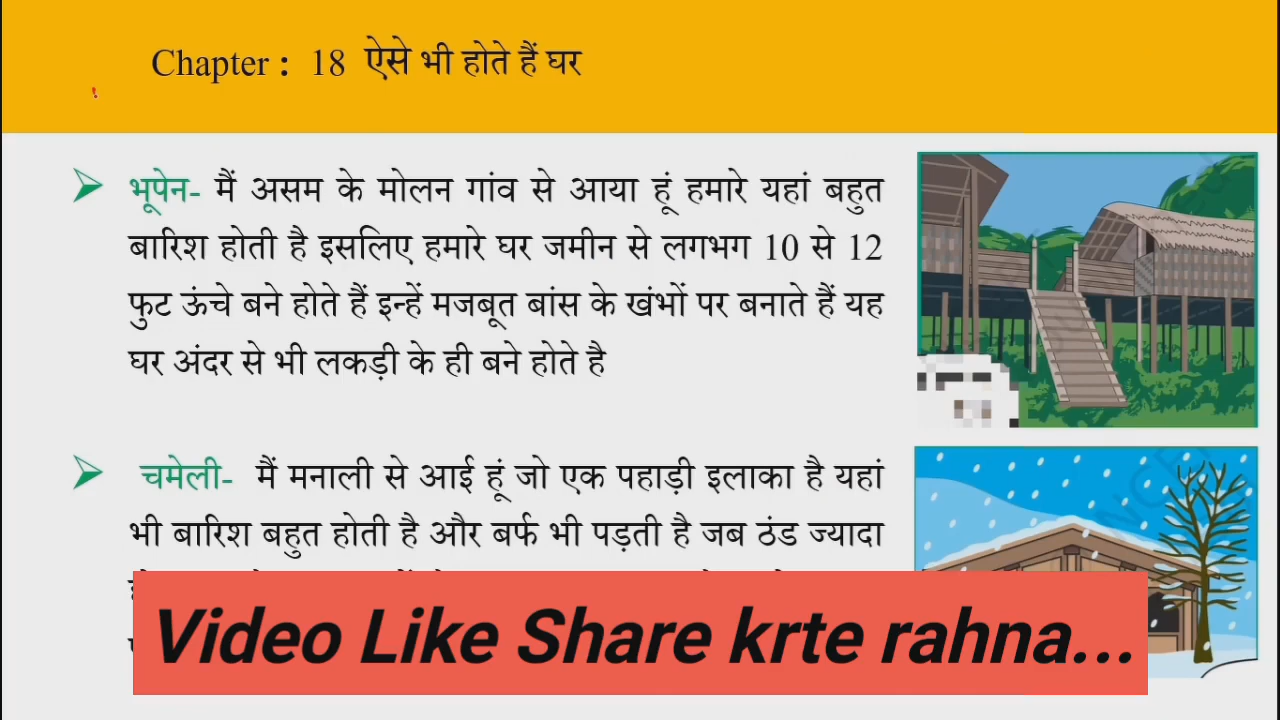 Chapter : 18 ऐसे भी होते हैं घर
भूपेन- मैं असम के मोलन गांव से आया हूं हमारे यहां बहुत
बारिश होती है इसलिए हमारे घर जमीन से लगभग 10 से 12
फुट ऊंचे बने होते हैं इन्हें मजबूत बांस के खंभों पर बनाते हैं यह
घर अंदर से भी लकड़ी के ही बने होते है
चमेली- मैं मनाली से आई हूं जो एक पहाड़ी इलाका है यहां
भी बारिश बहुत होती है और बर्फ भी पड़ती है जब ठंड ज्यादा
Video Like Share krte rahna...